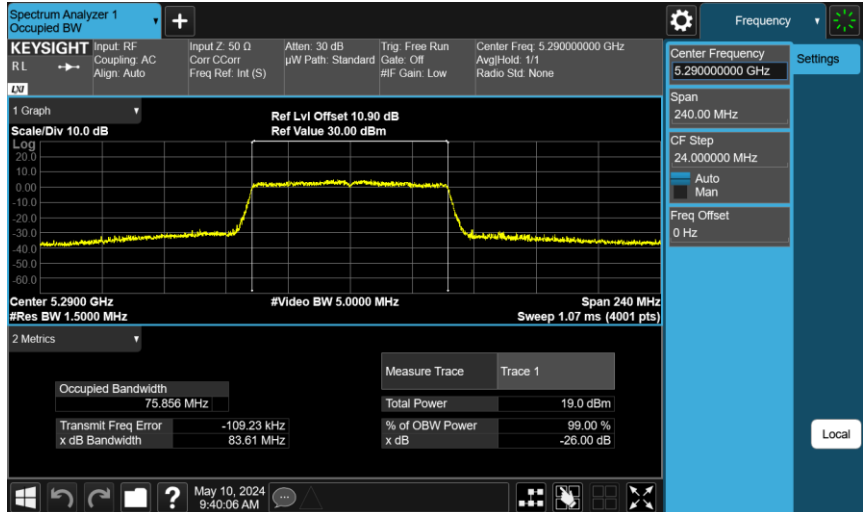 Spectrum Analyzer 1
Occupied BW
+
Frequency
KEYSIGHT
R L
LXI
Input: RF
Coupling: AC
Align: Auto
Input Z: 50 Ω
Corr CCorr
Freq Ref: Int (S)
Atten: 30 dB
µW Path: Standard
Trig: Free Run
Gate: Off
#IF Gain: Low
Center Freq: 5.290000000 GHz
Avg|Hold: 1/1
Radio Std: None
Center Frequency
5.290000000 GHz
Settings
Span
240.00 MHz
CF Step
24.000000 MHz
Auto
Man
Freq Offset
0 Hz
Local
1 Graph
Scale/Div 10.0 dB
Ref Lvl Offset 10.90 dB
Ref Value 30.00 dBm
Log
20.0
10.0
0.00
-10.0
-20.0
-30.0
-40.0
-50.0
-60.0
Center 5.2900 GHz
#Video BW 5.0000 MHz
Span 240 MHz
#Res BW 1.5000 MHz
Sweep 1.07 ms (4001 pts)
2 Metrics
Measure Trace Trace 1
Occupied Bandwidth
75.856 MHz
Total Power 19.0 dBm
Transmit Freq Error -109.23 kHz
% of OBW Power 99.00 %
x dB Bandwidth 83.61 MHz
x dB -26.00 dB
?
May 10, 2024
9:40:06 AM